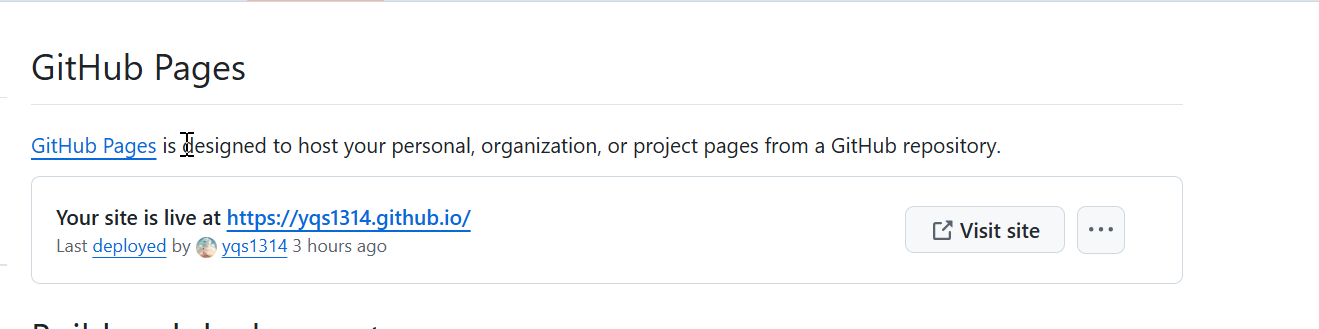 GitHub Pages
GitHub Pages is designed to host your personal, organization, or project pages from a GitHub repository.
Your site is live at https://yqs1314.github.io/
Last deployed by yqs1314 3 hours ago
Visit site